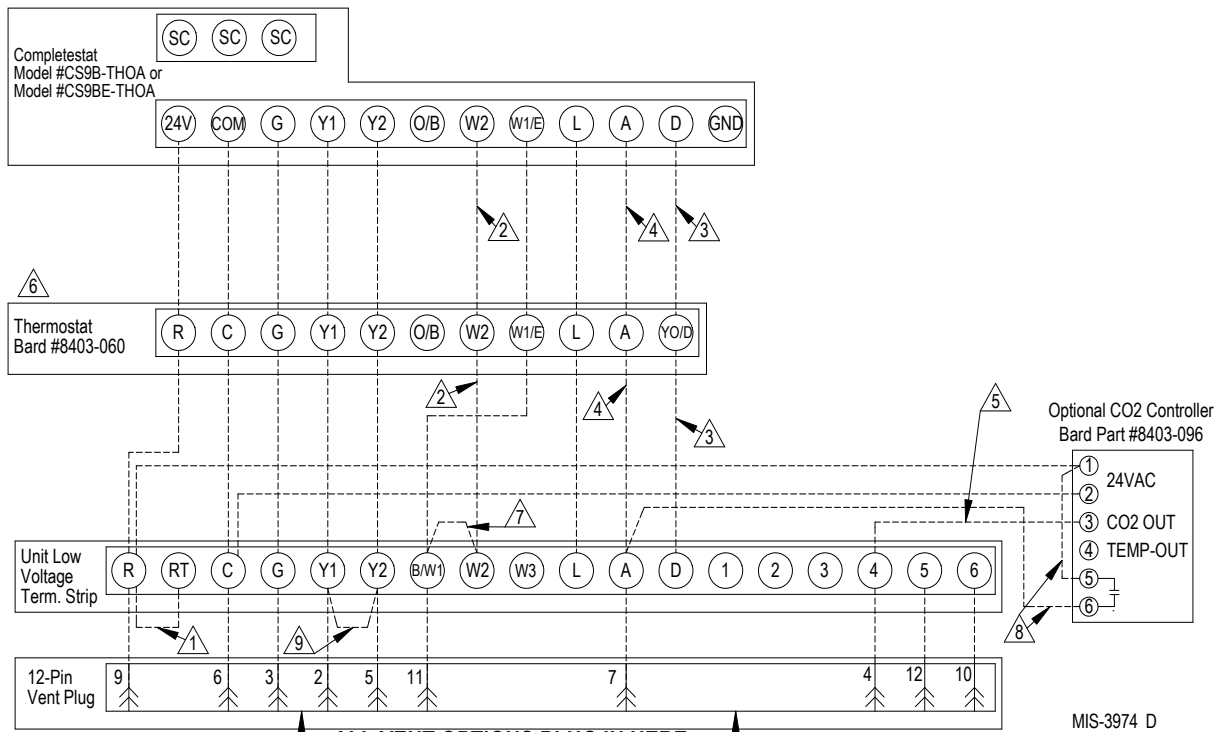 SC SC SC
Completestat
Model #CS9B-THOA or
Model #CS9BE-THOA
24V COM G Y1 Y2 O/B W2 W1/E L A D GND
2 4 3
6
Thermostat
Bard #8403-060
R C G Y1 Y2 O/B W2 W1/E L A YO/D
2 4 3 5
Optional CO2 Controller
Bard Part #8403-096
1
24VAC
2
3 CO2 OUT
4 TEMP-OUT
5
6
7
8
Unit Low
Voltage
Term. Strip
R RT C G Y1 Y2 B/W1 W2 W3 L A D 1 2 3 4 5 6
1 9
12-Pin
Vent Plug
9 6 3 2 5 11 7 4 12 10
MIS-3974 D